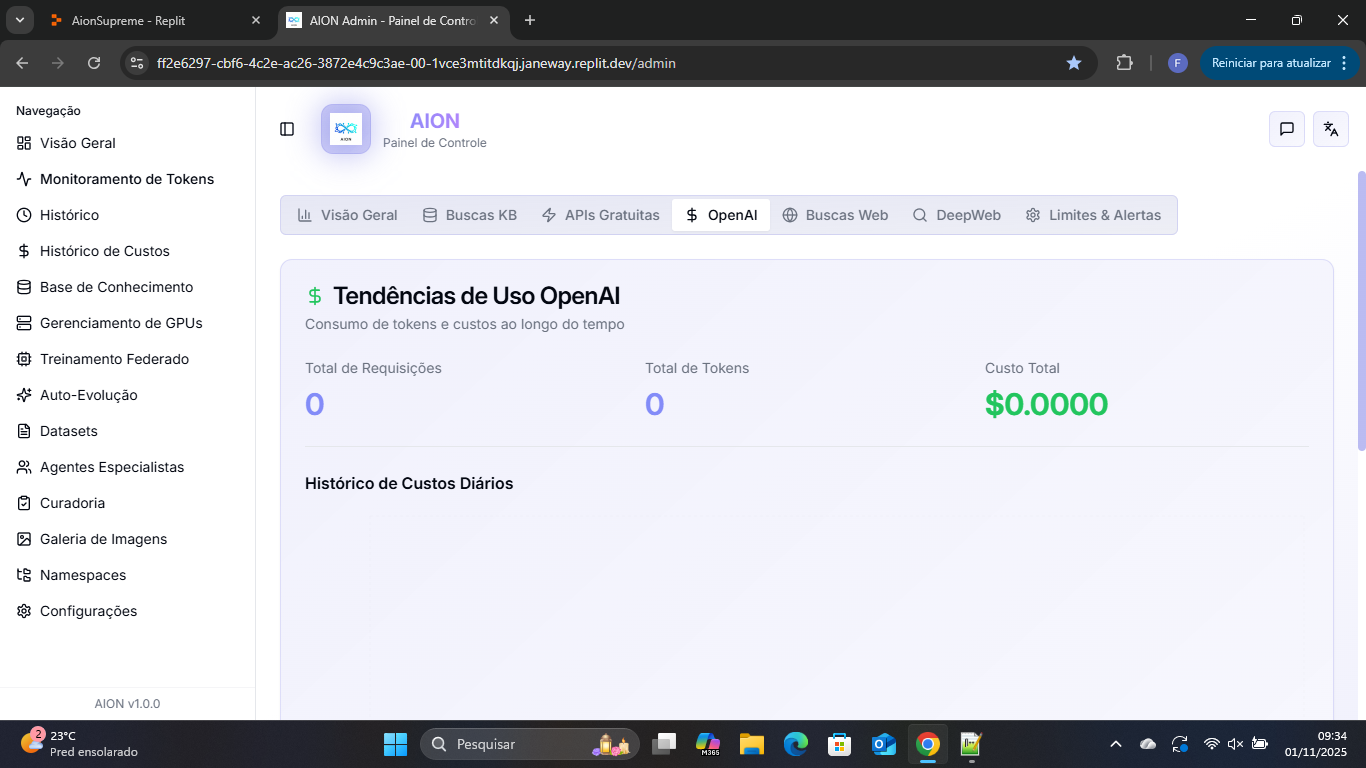 AionSupreme - Replit
AION Admin - Painel de Contro
ff2e6297-cbf6-4c2e-ac26-3872e4c9c3ae-00-1vce3mtitdkqj.janeway.replit.dev/admin
F
Reiniciar para atualizar
Navegação
Visão Geral
Monitoramento de Tokens
Histórico
Histórico de Custos
Base de Conhecimento
Gerenciamento de GPUs
Treinamento Federado
Auto-Evolução
Datasets
Agentes Especialistas
Curadoria
Galeria de Imagens
Namespaces
Configurações
AION v1.0.0
AION
AION
Painel de Controle
Visão Geral
Buscas KB
APIs Gratuitas
OpenAI
Buscas Web
DeepWeb
Limites & Alertas
Tendências de Uso OpenAI
Consumo de tokens e custos ao longo do tempo
Total de Requisições
0
Total de Tokens
0
Custo Total
$0.0000
Histórico de Custos Diários
2
23°C
Pred ensolarado
Pesquisar
M365
09:34
01/11/2025